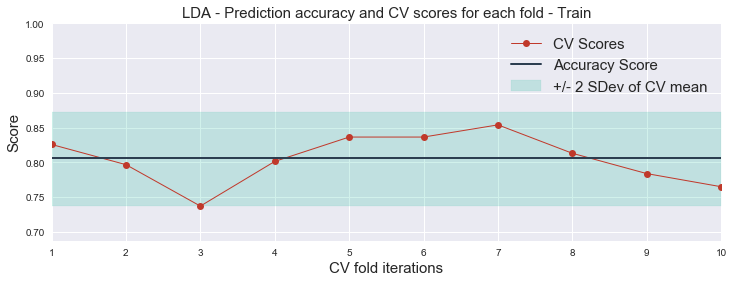 LDA - Prediction accuracy and CV scores for each fold - Train
1.00
0.95
0.90
0.85
0.80
0.75
0.70
Score
CV Scores
Accuracy Score
+/- 2 SDev of CV mean
1 2 3 4 5 6 7 8 9 10
CV fold iterations